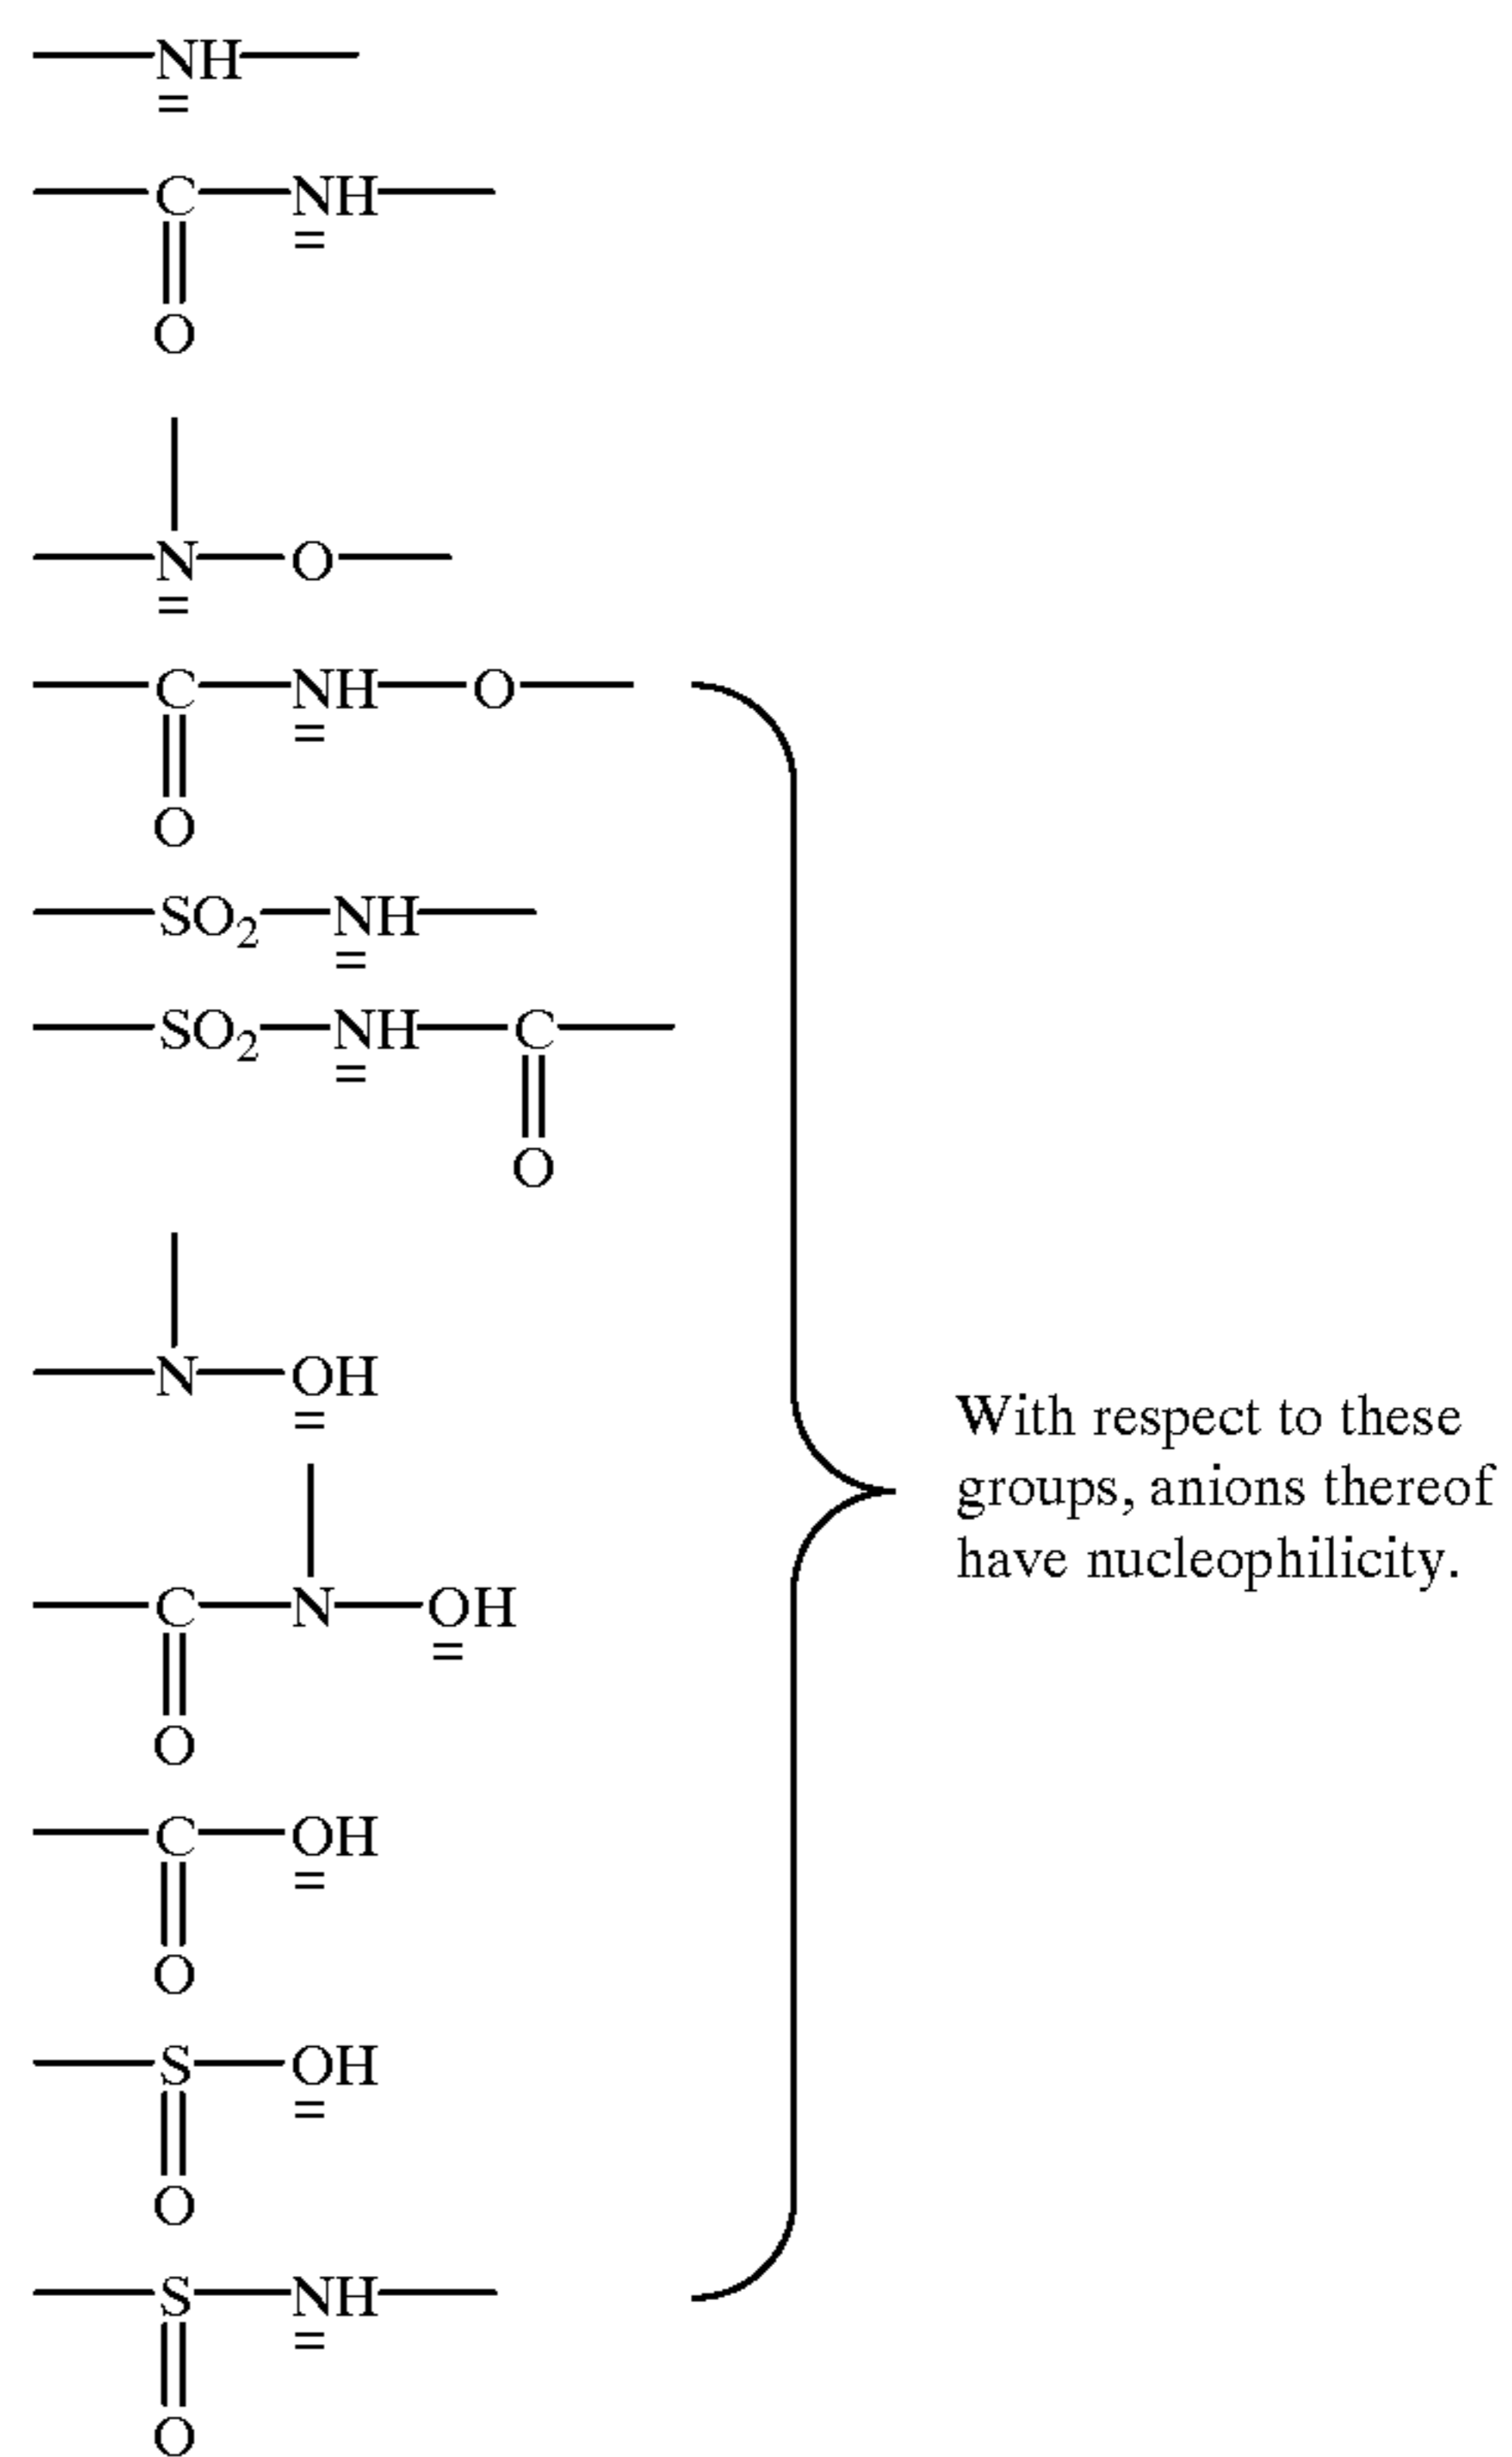 NH
C NH
O
N O
C NH O
O
SO2 NH
SO2 NH C
O
N OH
With respect to these
groups, anions thereof
have nucleophilicity.
C N OH
O
C OH
O
S OH
O
S NH
O